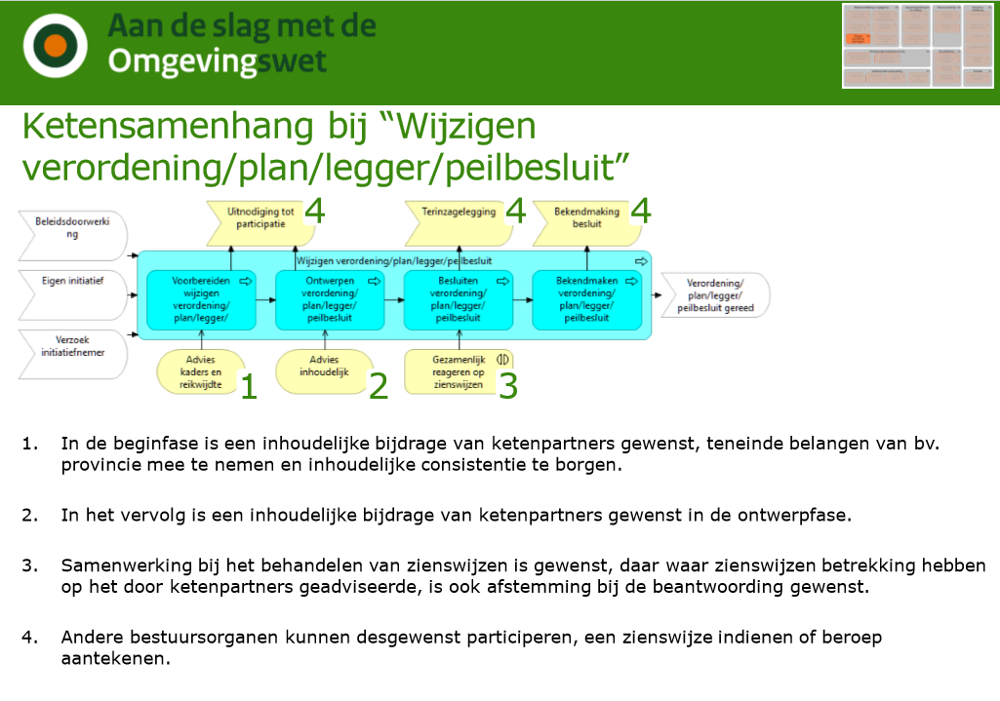 Aan de slag met de
Omgevingswet
Ketensamenhang bij “Wijzigen
verordening/plan/legger/peilbesluit”
Beleidsdoorwerki
ng
Eigen initiatief
Verzoek
initiatiefnemer
Uitnodiging tot
participatie
4
Terinzagelegging
4
Bekendmaking
besluit
4
Wijzigen verordening/plan/legger/peilbesluit
Voorbereiden
wijzigen
verordening/
plan/legger/
Ontwerpen
verordening/
plan/legger/
peilbesluit
Besluiten
verordening/
plan/legger/
peilbesluit
Bekendmaken
verordening/
plan/legger/
peilbesluit
Verordening/
plan/legger/
peilbesluit gereed
Advies
kaders en
reikwijdte
1
Advies
inhoudelijk
2
Gezamenlijk
reageren op
zienswijzen
3
1. In de beginfase is een inhoudelijke bijdrage van ketenpartners gewenst, teneinde belangen van bv.
provincie mee te nemen en inhoudelijke consistentie te borgen.
2. In het vervolg is een inhoudelijke bijdrage van ketenpartners gewenst in de ontwerpfase.
3. Samenwerking bij het behandelen van zienswijzen is gewenst, daar waar zienswijzen betrekking hebben
op het door ketenpartners geadviseerde, is ook afstemming bij de beantwoording gewenst.
4. Andere bestuursorganen kunnen desgewenst participeren, een zienswijze indienen of beroep
aantekenen.